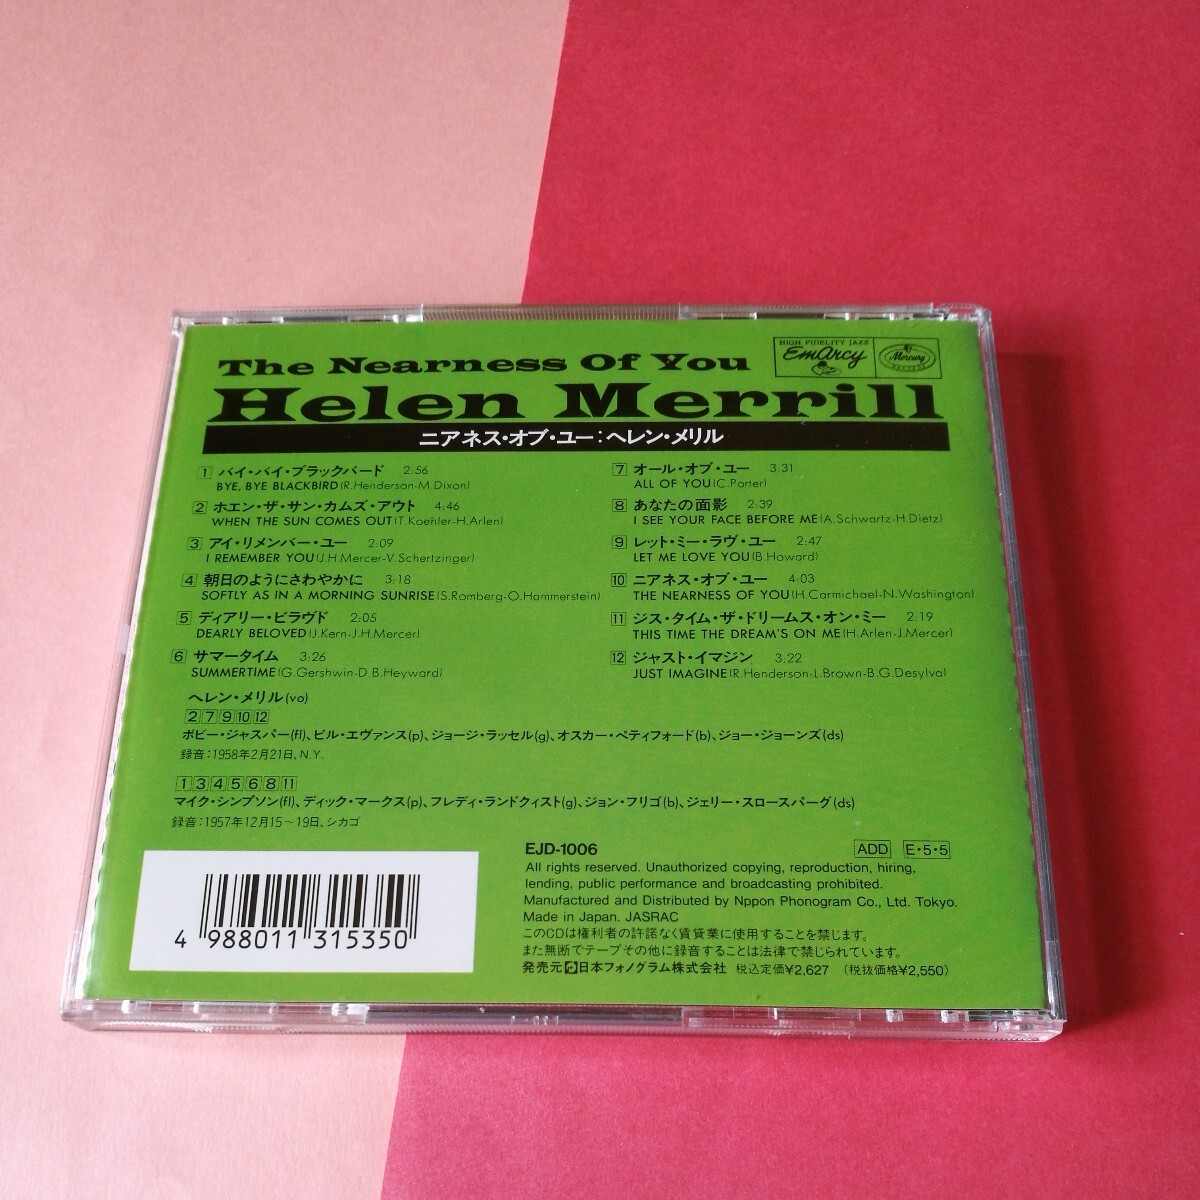 The Nearness Of You
HIGH FIDELITY JAZZ
EmArcy
Mercury
RECORDS
Helen Merrill
ニアネス・オブ・ユー：ヘレン・メリル
1 バイ・バイ・ブラックバード 2:56
BYE, BYE BLACKBIRD(R.Henderson-M.Dixon)
2 ホエン・ザ・サン・カムズ・アウト 4:46
WHEN THE SUN COMES OUT(T.Koehler-H.Arlen)
3 アイ・リメンバー・ユー 2:09
I REMEMBER YOU(J.H.Mercer-V.Schertzinger)
4 朝日のようにさわやかに 3:18
SOFTLY AS IN A MORNING SUNRISE(S.Romberg-O.Hammerstein)
5 ディアリー・ビラヴド 2:05
DEARLY BELOVED(J.Kern-J.H.Mercer)
6 サマータイム 3:26
SUMMERTIME(G.Gershwin-D.B.Heyward)
7 オール・オブ・ユー 3:31
ALL OF YOU(C.Porter)
8 あなたの面影 2:39
I SEE YOUR FACE BEFORE ME(A.Schwartz-H.Dietz)
9 レット・ミー・ラヴ・ユー 2:47
LET ME LOVE YOU(B.Howard)
10 ニアネス・オブ・ユー 4:03
THE NEARNESS OF YOU(H.Carmichael-N.Washington)
11 ジス・タイム・ザ・ドリームス・オン・ミー 2:19
THIS TIME THE DREAM'S ON ME(H.Arlen-J.Mercer)
12 ジャスト・イマジン 3:22
JUST IMAGINE(R.Henderson-L.Brown-B.G.Desylva)
ヘレン・メリル(vo)
2 7 9 10 12
ボビー・ジャスパー(fl)、ビル・エヴァンス(p)、ジョージ・ラッセル(g)、オスカー・ペティフォード(b)、ジョー・ジョーンズ(ds)
録音：1958年2月21日、N.Y.
1 3 4 5 6 8 11
マイク・シンプソン(fl)、ディック・マークス(p)、フレディ・ランドクィスト(g)、ジョン・フリゴ(b)、ジェリー・スロースバーグ(ds)
録音：1957年12月15～19日、シカゴ
EJD-1006 ADD E・5・5
All rights reserved. Unauthorized copying, reproduction, hiring,
lending, public performance and broadcasting prohibited.
Manufactured and Distributed by Nppon Phonogram Co., Ltd. Tokyo.
Made in Japan. JASRAC
このCDは権利者の許諾なく賃貸業に使用することを禁じます。
また無断でテープその他に録音することは法律で禁じられています。
発売元 日本フォノグラム株式会社 税込定価¥2,627 (税抜価格¥2,550)
4 988011 315350